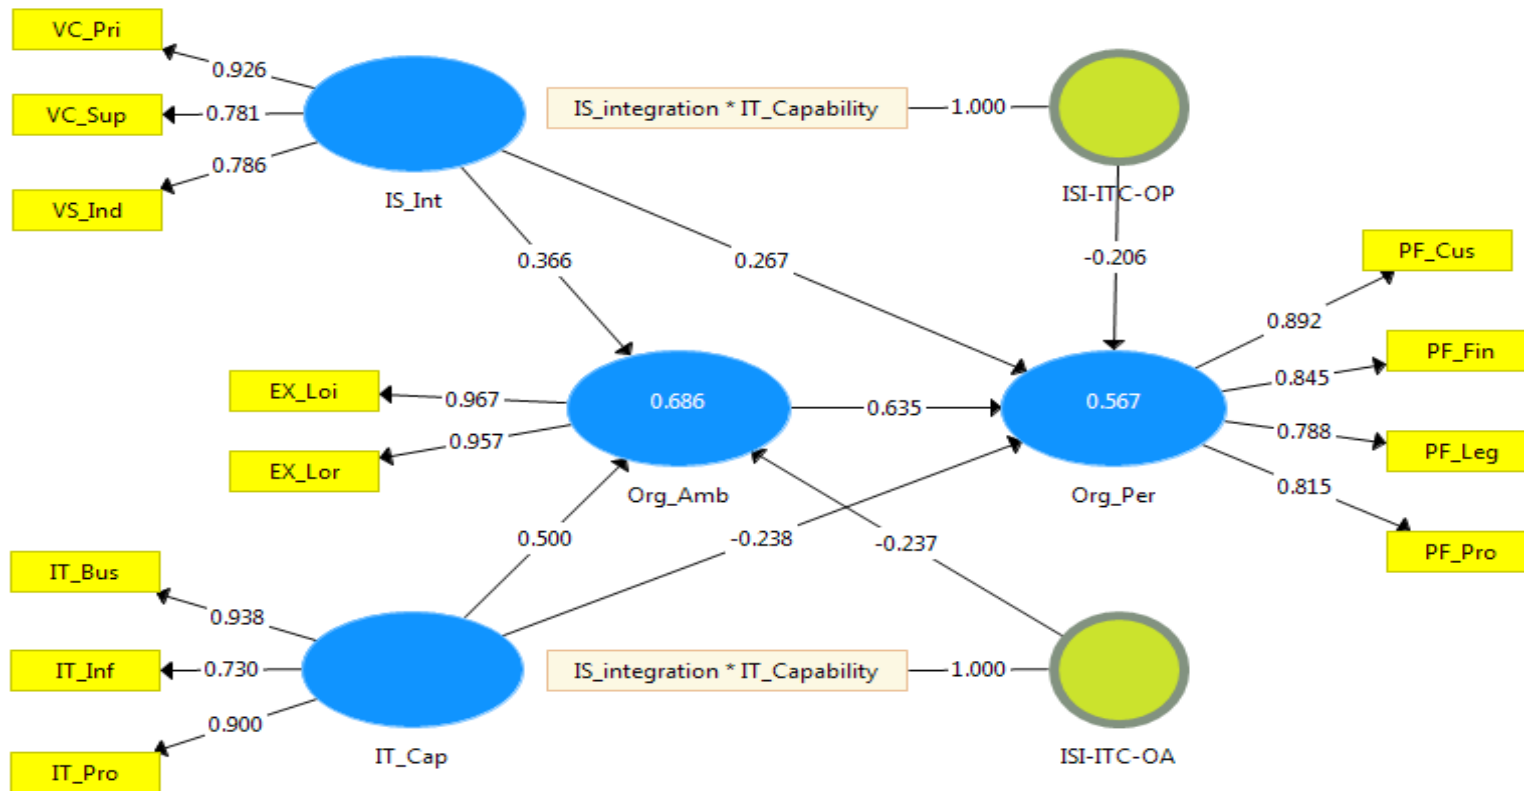 VC_Pri
0.926
VC_Sup
0.781
0.786
VS_Ind
IS_Int
IS_integration * IT_Capability
1.000
ISI-ITC-OP
0.366
0.267
-0.206
PF_Cus
0.892
PF_Fin
0.845
0.788
PF_Leg
0.815
PF_Pro
EX_Loi
0.967
0.957
EX_Lor
0.686
Org_Amb
0.635
0.567
Org_Per
0.500
-0.238
-0.237
IT_Bus
0.938
IT_Inf
0.730
0.900
IT_Pro
IT_Cap
IS_integration * IT_Capability
1.000
ISI-ITC-OA